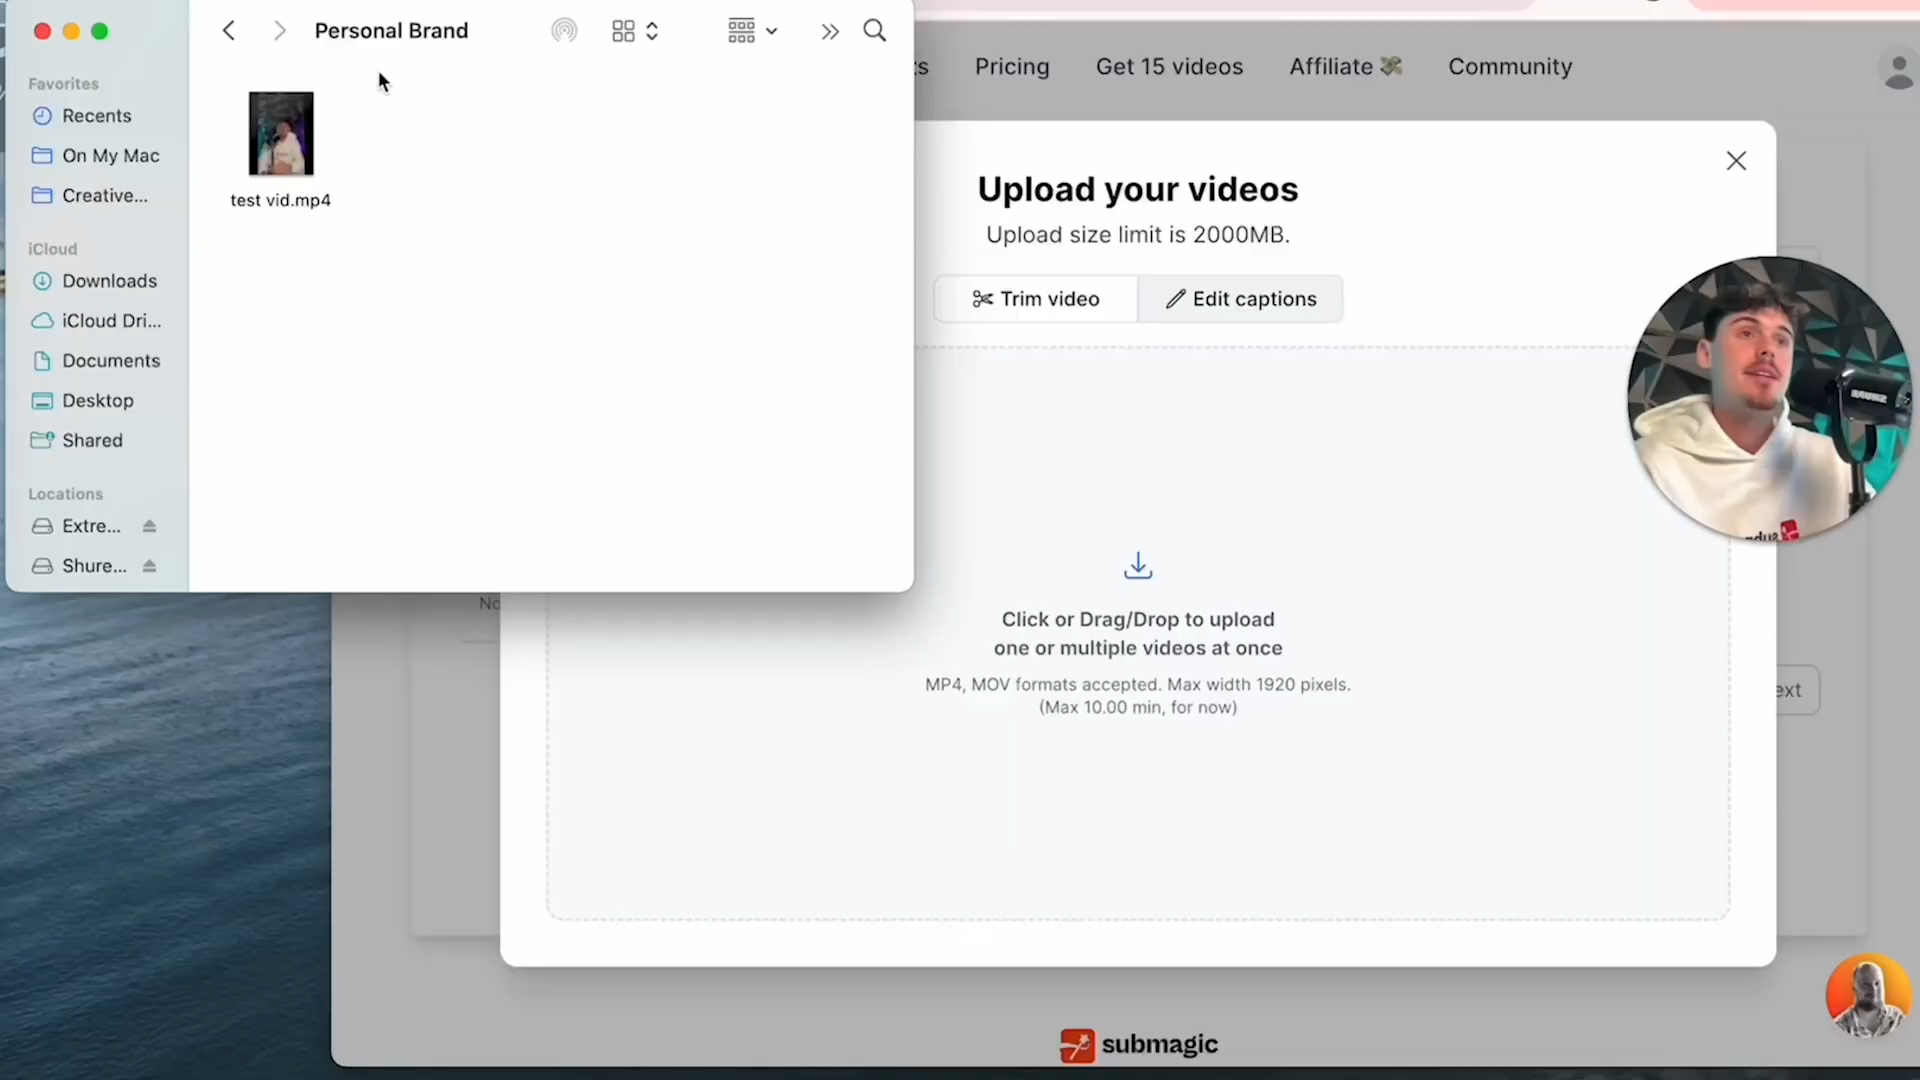 Personal Brand
Favorites
Recents
On My Mac
Creative...
iCloud
Downloads
iCloud Dri...
Documents
Desktop
Shared
Locations
Extre...
Shure...
test vid.mp4
Pricing
Get 15 videos
Affiliate 💸
Community
Upload your videos
Upload size limit is 2000MB.
Trim video
Edit captions
Click or Drag/Drop to upload
one or multiple videos at once
MP4, MOV formats accepted. Max width 1920 pixels.
(Max 10.00 min, for now)
submagic